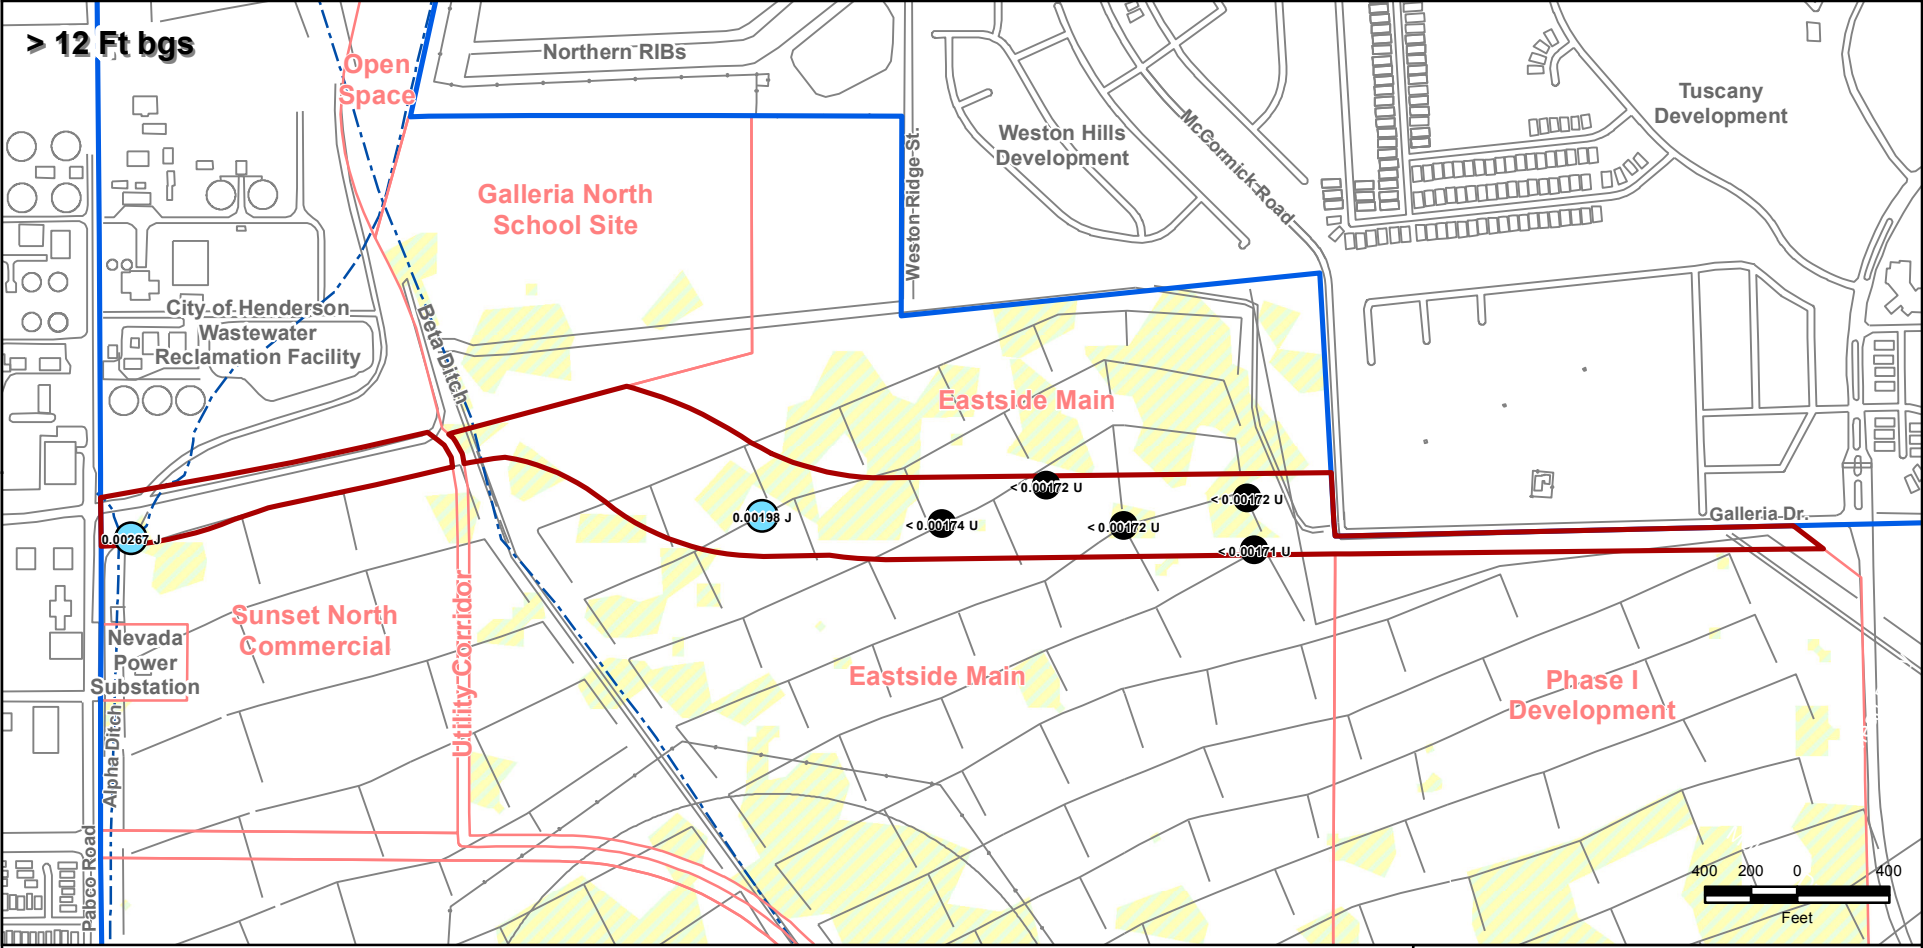 > 12 Ft bgs
Open
Space
Northern RIBs
Tuscany
Development
Weston Hills
Development
McCormick Road
Weston Ridge St.
Galleria North
School Site
City of Henderson
Wastewater
Reclamation Facility
Beta Ditch
Eastside Main
< 0.00172 U
< 0.00172 U
0.00198 J
< 0.00174 U
< 0.00172 U
Galleria Dr.
0.00267 J
< 0.00171 U
Sunset North
Commercial
Nevada
Power
Substation
Utility Corridor
Eastside Main
Phase I
Development
Alpha Ditch
Pabco Road
400 200 0 400
Feet